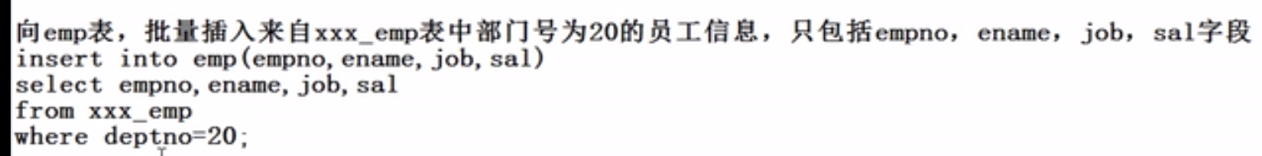 向emp表，批量插入来自xxx_emp表中部门号为20的员工信息，只包括empno，ename，job，sal字段
insert into emp(empno,ename,job,sal)
select empno,ename,job,sal
from xxx_emp
where deptno=20;